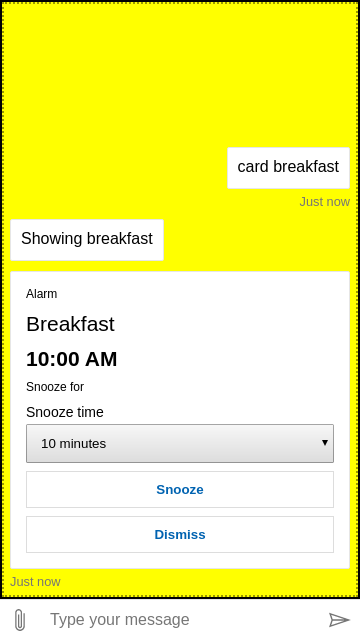 card breakfast
Just now
Showing breakfast
Alarm
Breakfast
10:00 AM
Snooze for
Snooze time
10 minutes
Snooze
Dismiss
Just now
Type your message